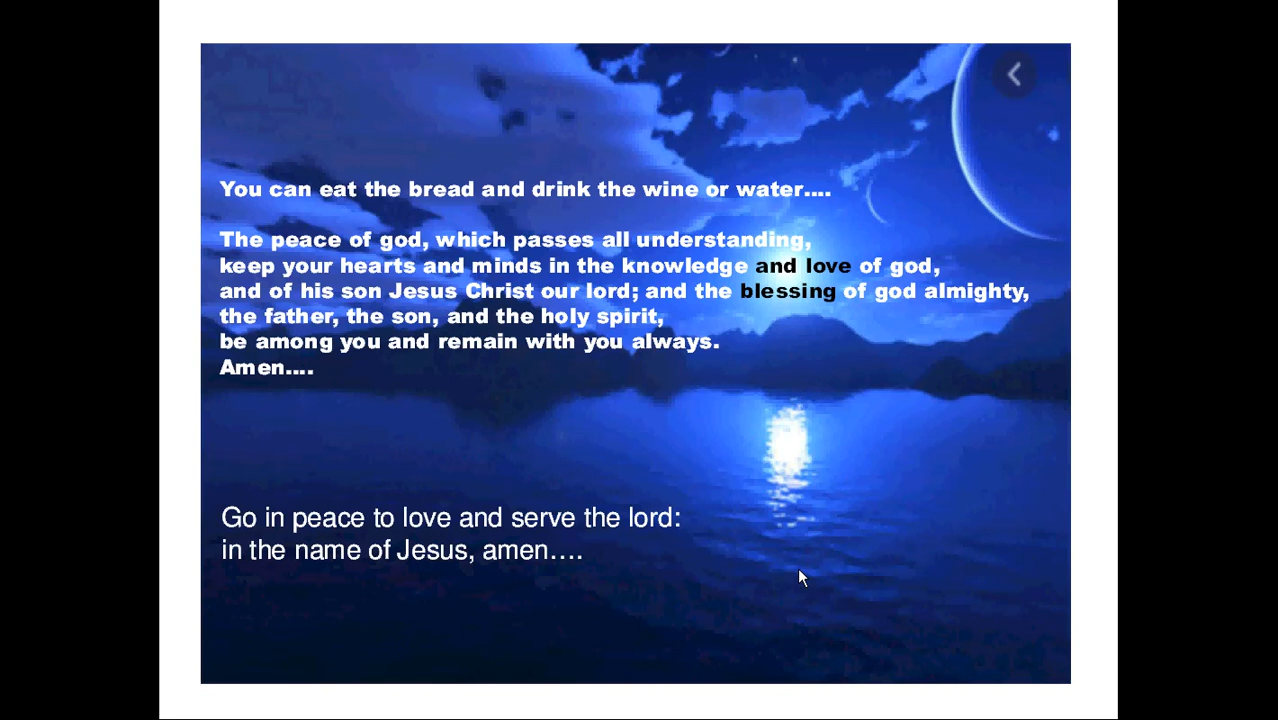 You can eat the bread and drink the wine or water....
The peace of god, which passes all understanding,
keep your hearts and minds in the knowledge and love of god,
and of his son Jesus Christ our lord; and the blessing of god almighty,
the father, the son, and the holy spirit,
be among you and remain with you always.
Amen....
Go in peace to love and serve the lord:
in the name of Jesus, amen....